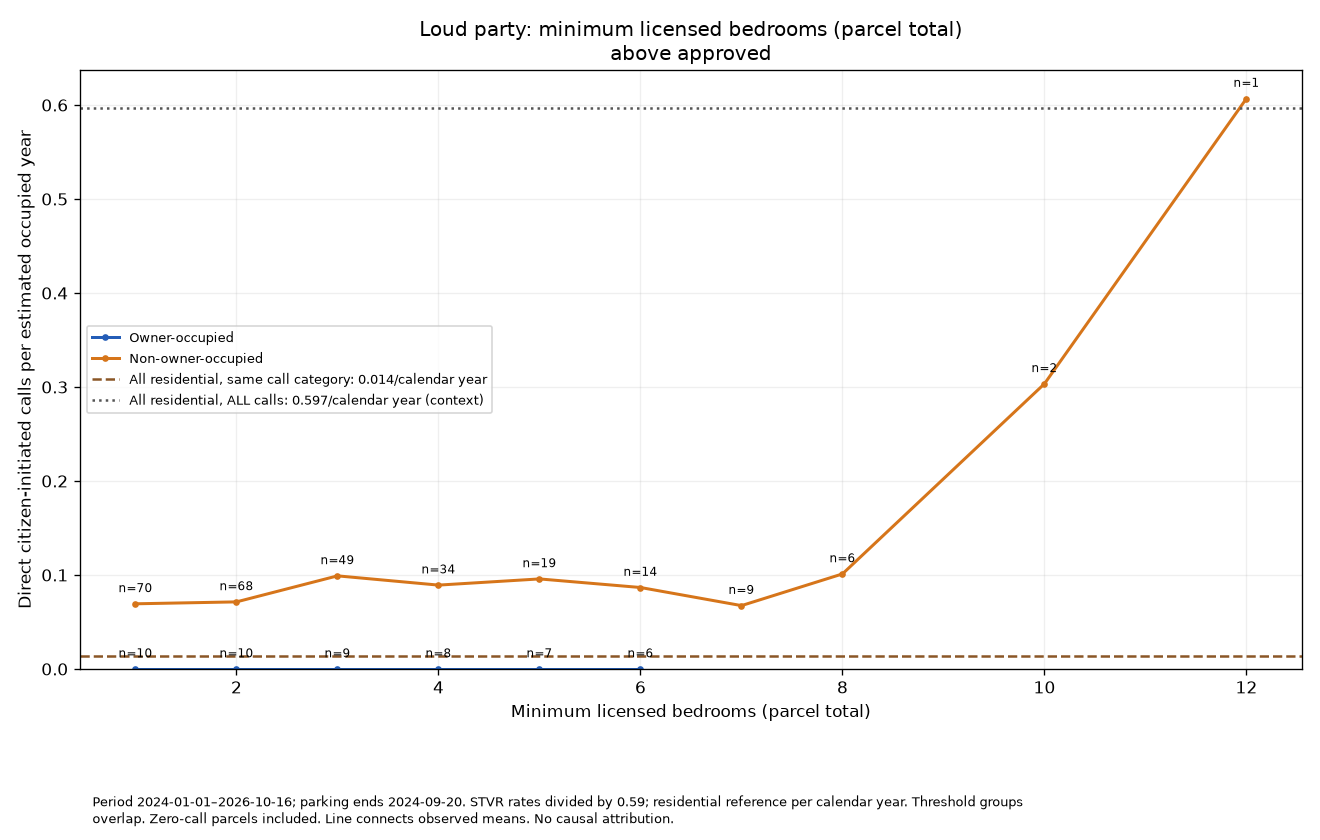 Loud party: minimum licensed bedrooms (parcel total)
above approved
Direct citizen-initiated calls per estimated occupied year
0.6
0.5
0.4
0.3
0.2
0.1
0.0
n=1
n=2
n=70
n=68
n=49
n=34
n=19
n=14
n=9
n=6
n=10
n=10
n=9
n=8
n=7
n=6
Owner-occupied
Non-owner-occupied
All residential, same call category: 0.014/calendar year
All residential, ALL calls: 0.597/calendar year (context)
2
4
6
8
10
12
Minimum licensed bedrooms (parcel total)
Period 2024-01-01–2026-10-16; parking ends 2024-09-20. STVR rates divided by 0.59; residential reference per calendar year. Threshold groups
overlap. Zero-call parcels included. Line connects observed means. No causal attribution.